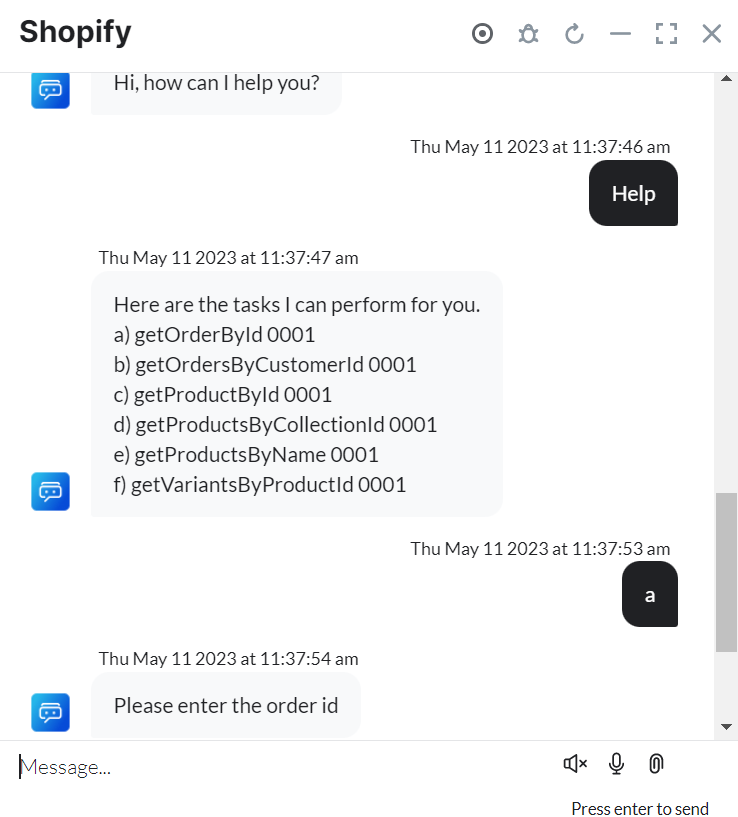 Shopify
Hi, how can I help you?
Thu May 11 2023 at 11:37:46 am
Help
Thu May 11 2023 at 11:37:47 am
Here are the tasks I can perform for you.
a) getOrderById 0001
b) getOrdersByCustomerId 0001
c) getProductById 0001
d) getProductsByCollectionId 0001
e) getProductsByName 0001
f) getVariantsByProductId 0001
Thu May 11 2023 at 11:37:53 am
a
Thu May 11 2023 at 11:37:54 am
Please enter the order id
Message...
Press enter to send